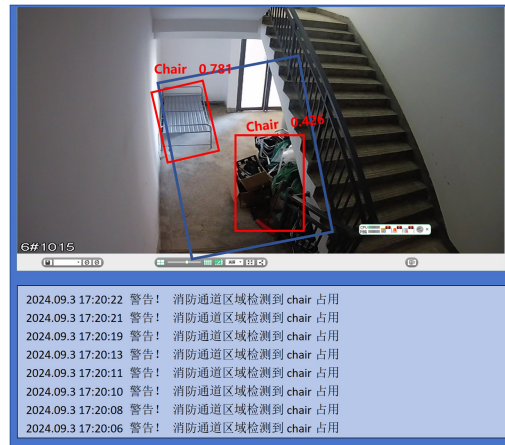 Chair 0.781
Chair 0.426
6#1015
2024.09.3 17:20:22 警告! 消防通道区域检测到 chair 占用
2024.09.3 17:20:21 警告! 消防通道区域检测到 chair 占用
2024.09.3 17:20:19 警告! 消防通道区域检测到 chair 占用
2024.09.3 17:20:13 警告! 消防通道区域检测到 chair 占用
2024.09.3 17:20:11 警告! 消防通道区域检测到 chair 占用
2024.09.3 17:20:10 警告! 消防通道区域检测到 chair 占用
2024.09.3 17:20:08 警告! 消防通道区域检测到 chair 占用
2024.09.3 17:20:06 警告! 消防通道区域检测到 chair 占用